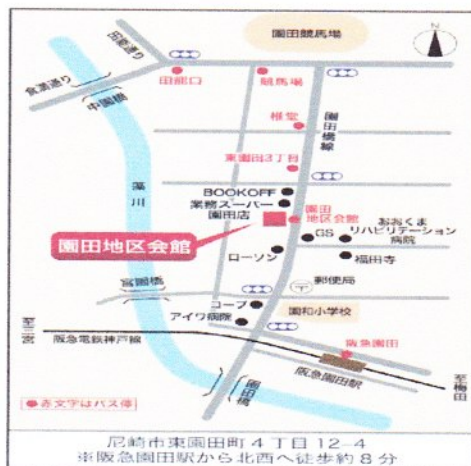 園田競馬場
田能通り
食満通り
中園橋
田能口
競馬場
椎堂
園田橋線
東園田3丁目
藻川
BOOKOFF
業務スーパー
園田店
園田
地区会館
おおくま
リハビリテーション
病院
GS
園田地区会館
ローソン
福田寺
宮園橋
郵便局
コープ
園和小学校
アイワ病院
至三宮
阪急電鉄神戸線
阪急園田
阪急園田駅
至梅田
園田橋
●赤文字はバス停
尼崎市東園田町4丁目12-4
※阪急園田駅から北西へ徒歩約8分